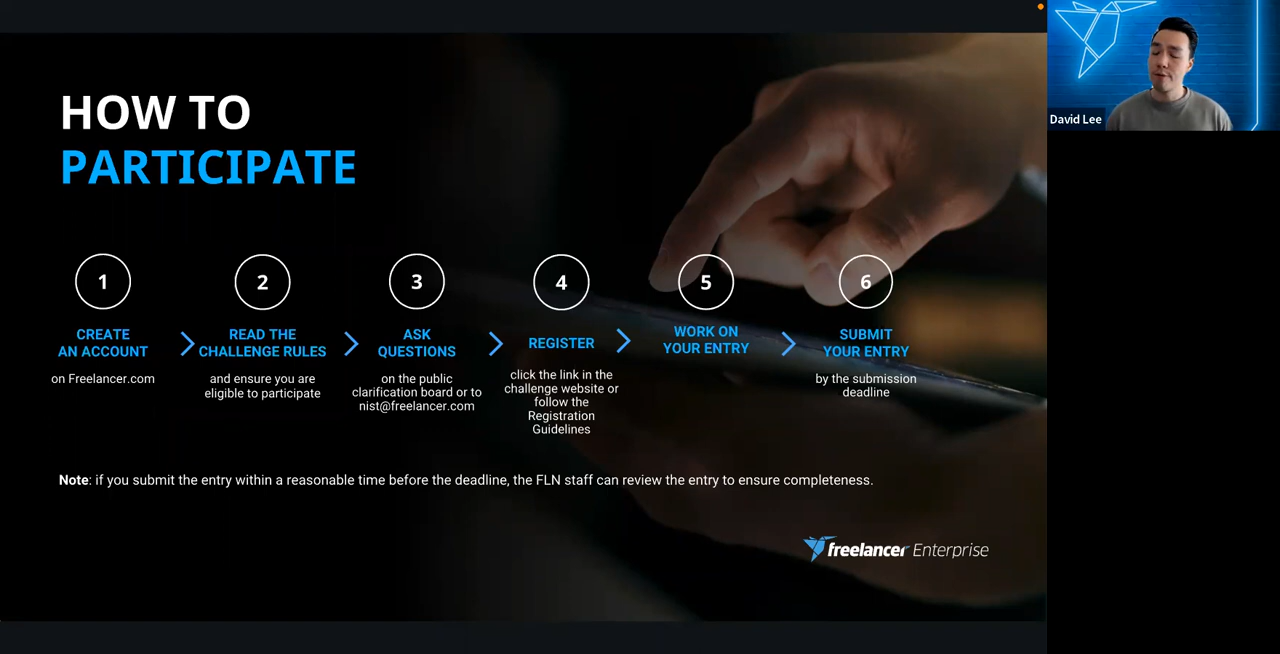 HOW TO
PARTICIPATE
1
CREATE
AN ACCOUNT
on Freelancer.com
2
READ THE
CHALLENGE RULES
and ensure you are
eligible to participate
3
ASK
QUESTIONS
on the public
clarification board or to
nist@freelancer.com
4
REGISTER
click the link in the
challenge website or
follow the
Registration
Guidelines
5
WORK ON
YOUR ENTRY
6
SUBMIT
YOUR ENTRY
by the submission
deadline
Note: if you submit the entry within a reasonable time before the deadline, the FLN staff can review the entry to ensure completeness.
freelancer Enterprise
David Lee